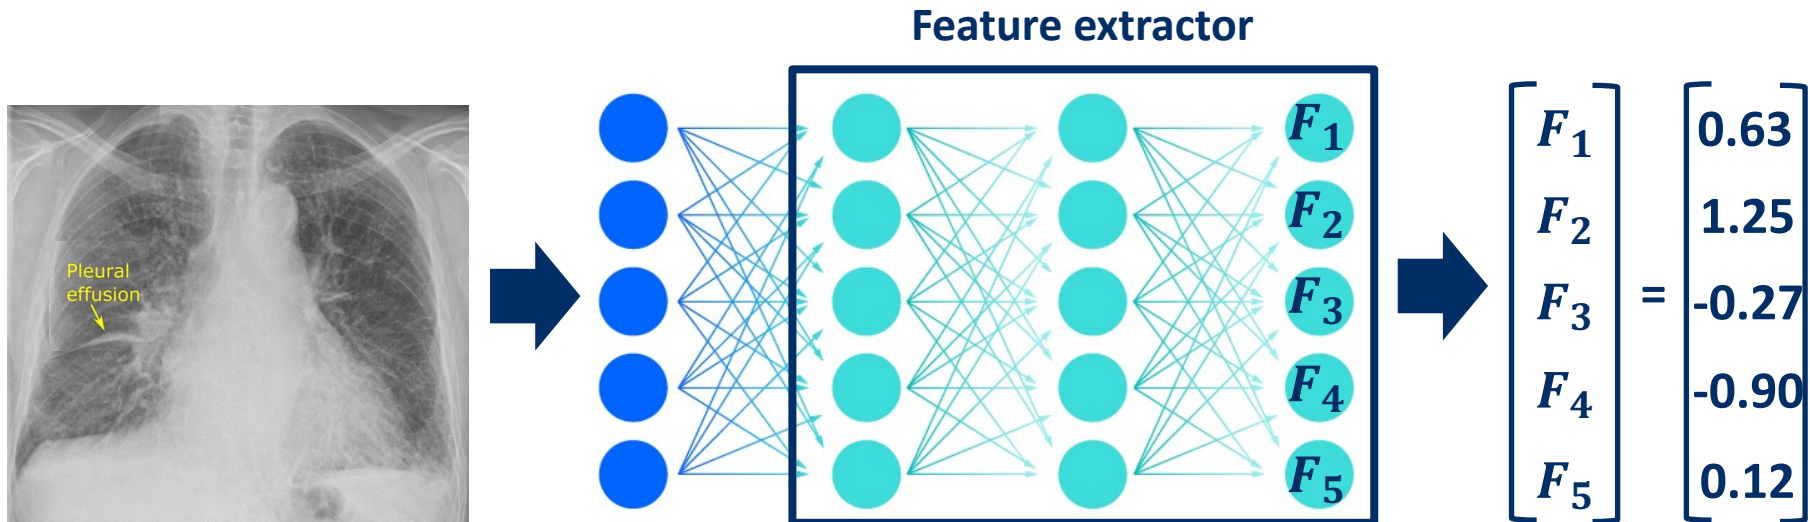 Feature extractor
Pleural
effusion
F1
F2
F3
F4
F5
F1
F2
F3
F4
F5
=
0.63
1.25
-0.27
-0.90
0.12